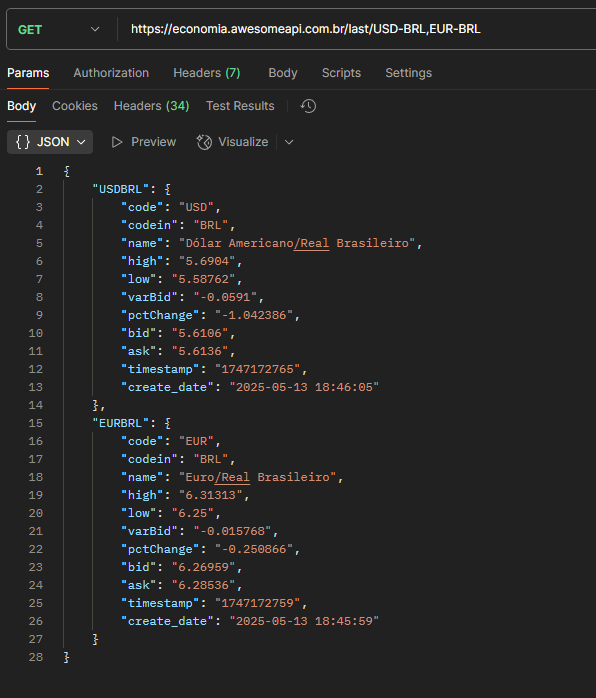 GET https://economia.awesomeapi.com.br/last/USD-BRL,EUR-BRL
Params Authorization Headers (7) Body Scripts Settings
Body Cookies Headers (34) Test Results
{} JSON Preview Visualize
1 {
2 "USDBRL": {
3 "code": "USD",
4 "codein": "BRL",
5 "name": "Dólar Americano/Real Brasileiro",
6 "high": "5.6904",
7 "low": "5.58762",
8 "varBid": "-0.0591",
9 "pctChange": "-1.042386",
10 "bid": "5.6106",
11 "ask": "5.6136",
12 "timestamp": "1747172765",
13 "create_date": "2025-05-13 18:46:05"
14 },
15 "EURBRL": {
16 "code": "EUR",
17 "codein": "BRL",
18 "name": "Euro/Real Brasileiro",
19 "high": "6.31313",
20 "low": "6.25",
21 "varBid": "-0.015768",
22 "pctChange": "-0.250866",
23 "bid": "6.26959",
24 "ask": "6.28536",
25 "timestamp": "1747172759",
26 "create_date": "2025-05-13 18:45:59"
27 }
28 }